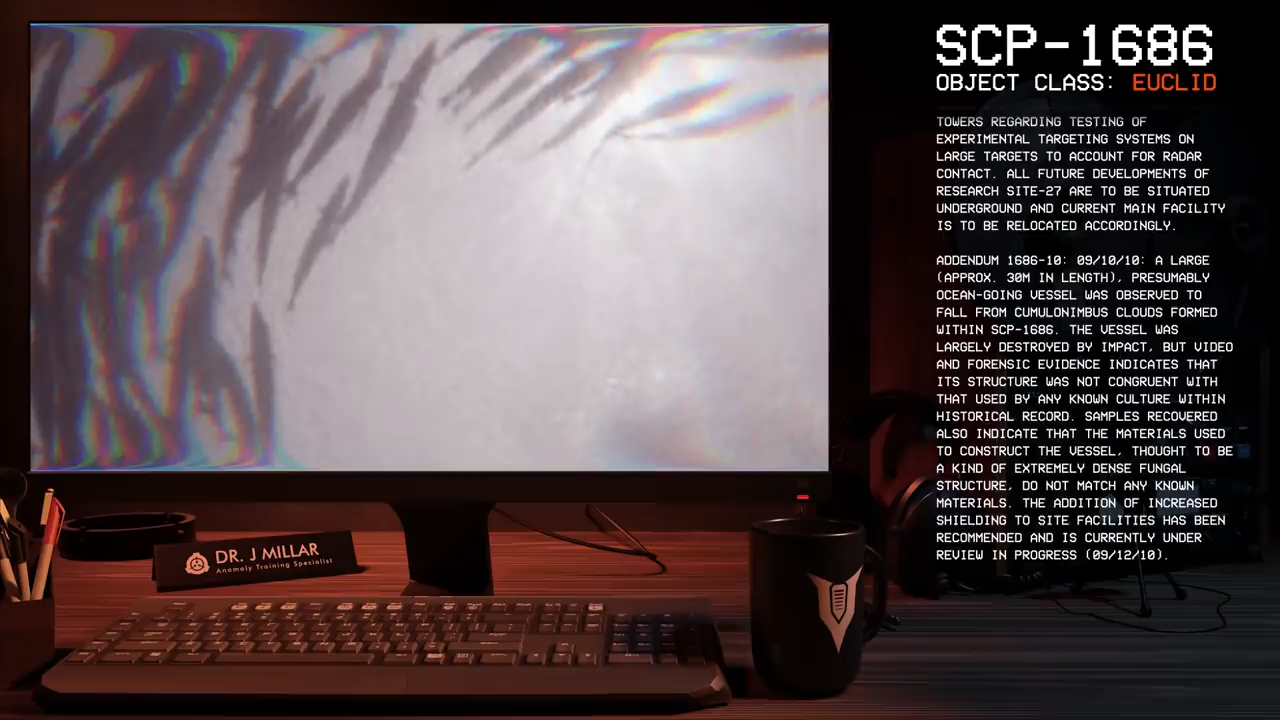 SCP-1686
OBJECT CLASS: EUCLID
TOWERS REGARDING TESTING OF
EXPERIMENTAL TARGETING SYSTEMS ON
LARGE TARGETS TO ACCOUNT FOR RADAR
CONTACT. ALL FUTURE DEVELOPMENTS OF
RESEARCH SITE-27 ARE TO BE SITUATED
UNDERGROUND AND CURRENT MAIN FACILITY
IS TO BE RELOCATED ACCORDINGLY.
ADDENDUM 1686-10: 09/10/10: A LARGE
(APPROX. 30M IN LENGTH), PRESUMABLY
OCEAN-GOING VESSEL WAS OBSERVED TO
FALL FROM CUMULONIMBUS CLOUDS FORMED
WITHIN SCP-1686. THE VESSEL WAS
LARGELY DESTROYED BY IMPACT, BUT VIDEO
AND FORENSIC EVIDENCE INDICATES THAT
ITS STRUCTURE WAS NOT CONGRUENT WITH
THAT USED BY ANY KNOWN CULTURE WITHIN
HISTORICAL RECORD. SAMPLES RECOVERED
ALSO INDICATE THAT THE MATERIALS USED
TO CONSTRUCT THE VESSEL, THOUGHT TO BE
A KIND OF EXTREMELY DENSE FUNGAL
STRUCTURE, DO NOT MATCH ANY KNOWN
MATERIALS. THE ADDITION OF INCREASED
SHIELDING TO SITE FACILITIES HAS BEEN
RECOMMENDED AND IS CURRENTLY UNDER
REVIEW IN PROGRESS (09/12/10).
DR. J MILLAR
Anomaly Training Specialist